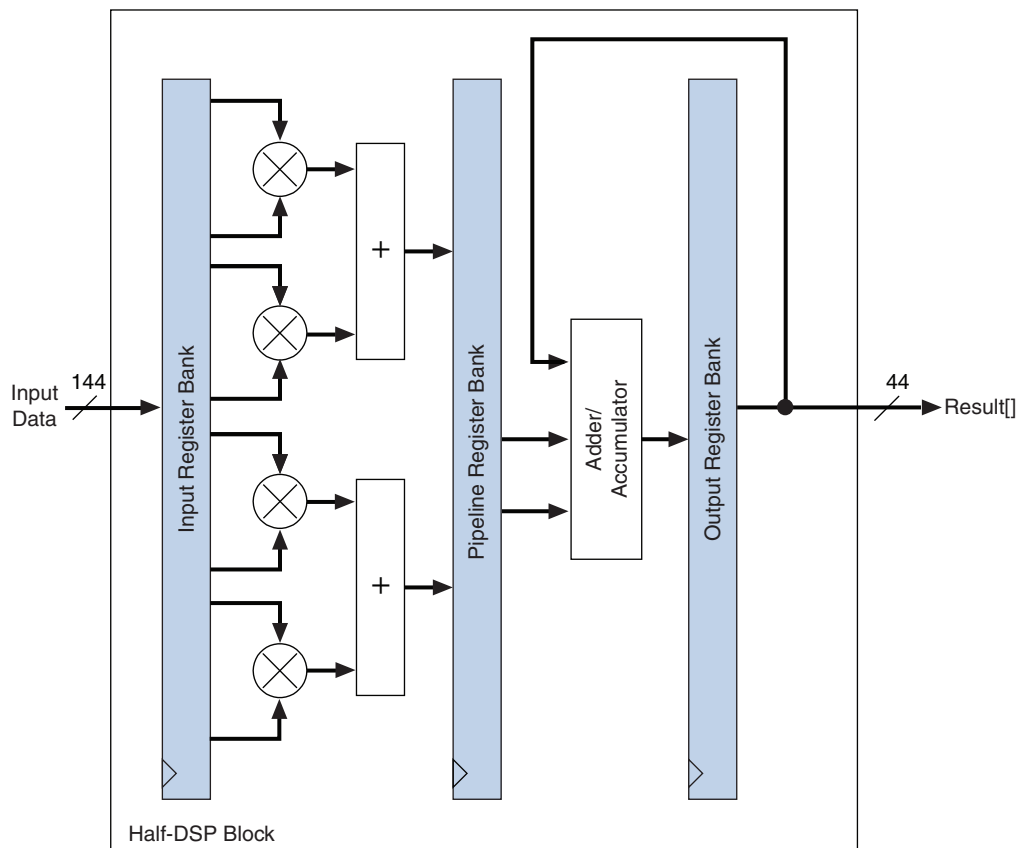 Input
Data
144
Input Register Bank
+
+
Pipeline Register Bank
Adder/
Accumulator
Output Register Bank
44
Result[]
Half-DSP Block